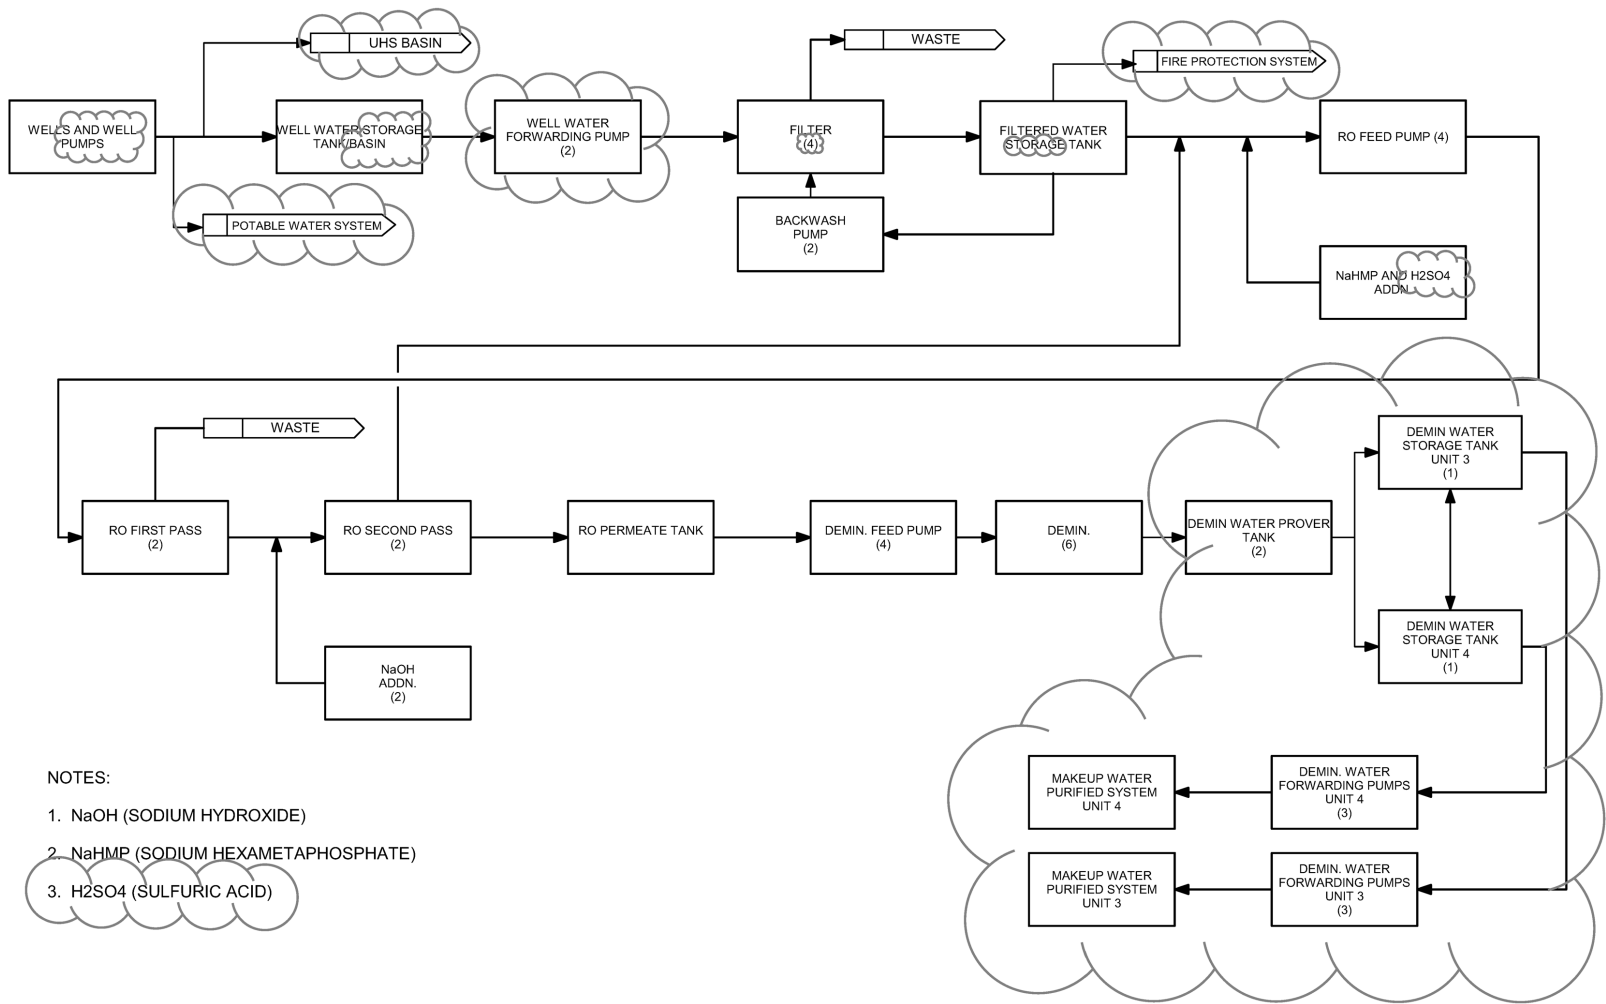 UHS BASIN
WASTE
FIRE PROTECTION SYSTEM
WELLS AND WELL
PUMPS
WELL WATER STORAGE
TANK/BASIN
WELL WATER
FORWARDING PUMP
(2)
FILTER
(4)
FILTERED WATER
STORAGE TANK
RO FEED PUMP (4)
POTABLE WATER SYSTEM
BACKWASH
PUMP
(2)
NaHMP AND H2SO4
ADDN.
WASTE
DEMIN WATER
STORAGE TANK
UNIT 3
(1)
RO FIRST PASS
(2)
RO SECOND PASS
(2)
RO PERMEATE TANK
DEMIN. FEED PUMP
(4)
DEMIN.
(6)
DEMIN WATER PROVER
TANK
(2)
DEMIN WATER
STORAGE TANK
UNIT 4
(1)
NaOH
ADDN.
(2)
MAKEUP WATER
PURIFIED SYSTEM
UNIT 4
DEMIN. WATER
FORWARDING PUMPS
UNIT 4
(3)
MAKEUP WATER
PURIFIED SYSTEM
UNIT 3
DEMIN. WATER
FORWARDING PUMPS
UNIT 3
(3)
NOTES:
1. NaOH (SODIUM HYDROXIDE)
2. NaHMP (SODIUM HEXAMETAPHOSPHATE)
3. H2SO4 (SULFURIC ACID)